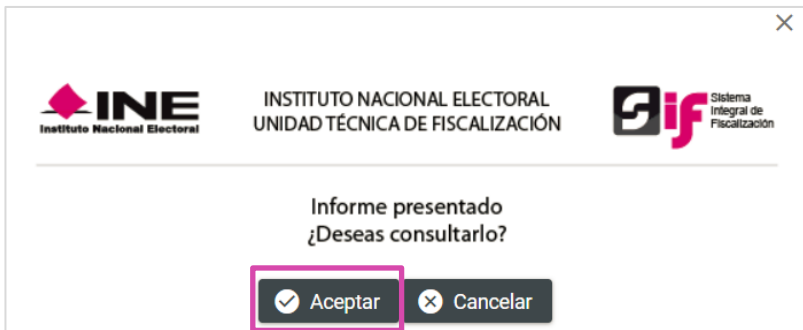 INE
Instituto Nacional Electoral
INSTITUTO NACIONAL ELECTORAL
UNIDAD TÉCNICA DE FISCALIZACIÓN
Sif
Sistema
Integral de
Fiscalización
Informe presentado
¿Deseas consultarlo?
Aceptar
Cancelar